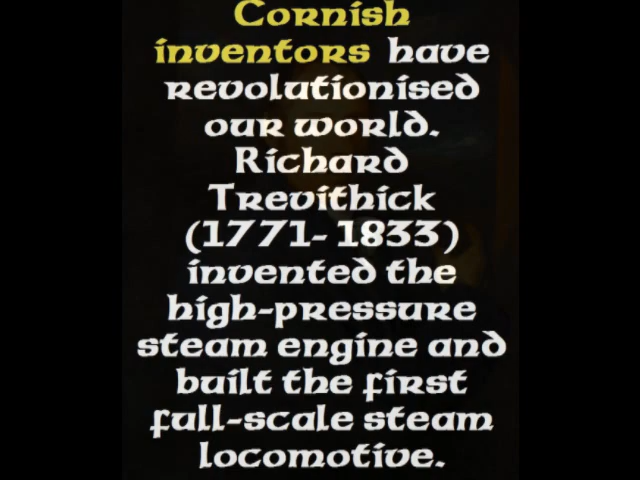 Cornish
inventors have
revolutionised
our world.
Richard
Trevithick
(1771-1833)
invented the
high-pressure
steam engine and
built the first
full-scale steam
locomotive.